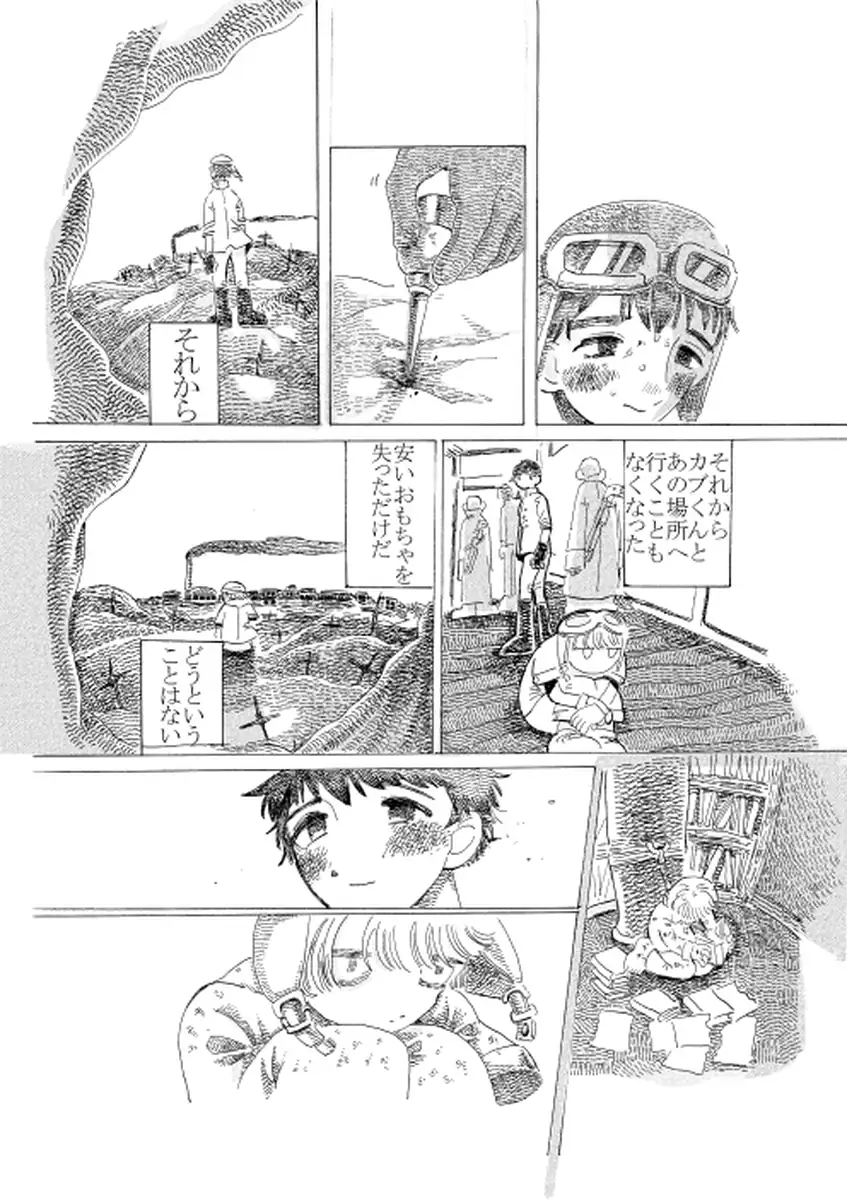 それから
それから
カブくんと
あの場所へ
行くことも
なくなった
安いおもちゃを
失っただけだ
どうという
ことはない